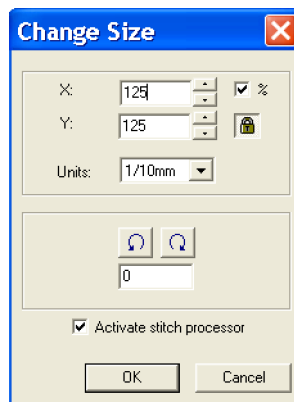 Change Size
X: 125 %
Y: 125
Units: 1/10mm
0
Activate stitch processor
OK Cancel